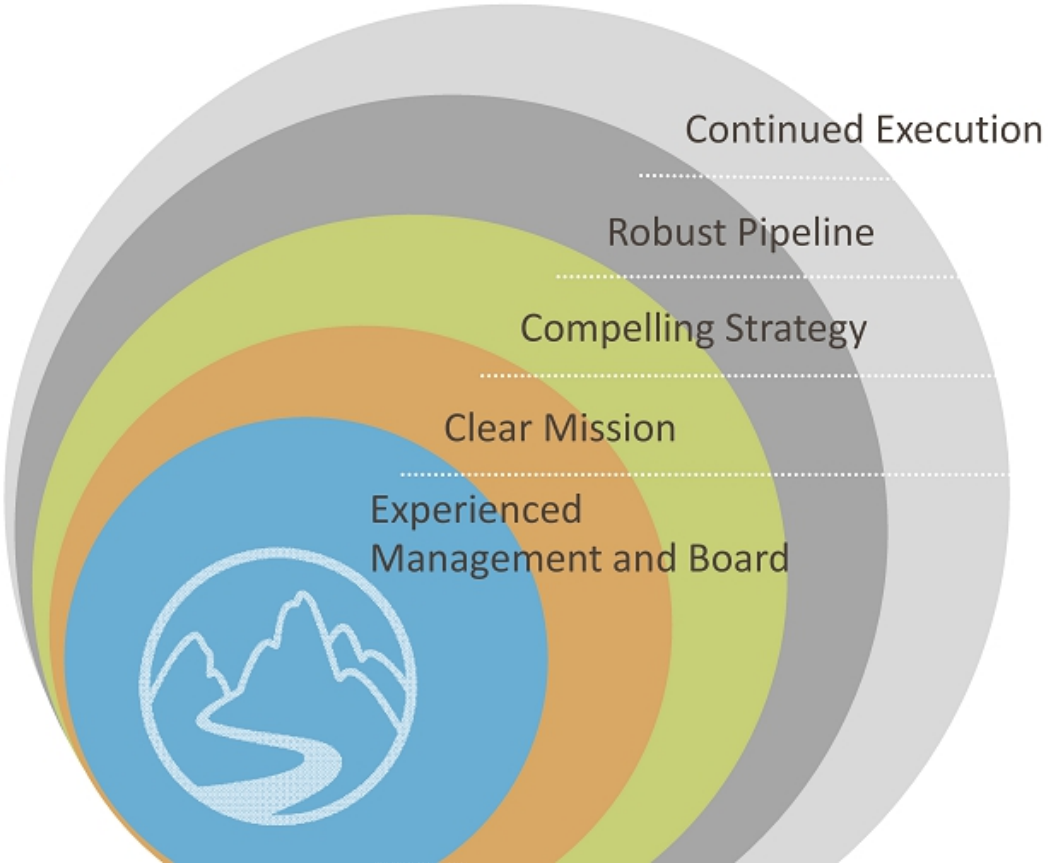 Continued Execution
Robust Pipeline
Compelling Strategy
Clear Mission
Experienced
Management and Board